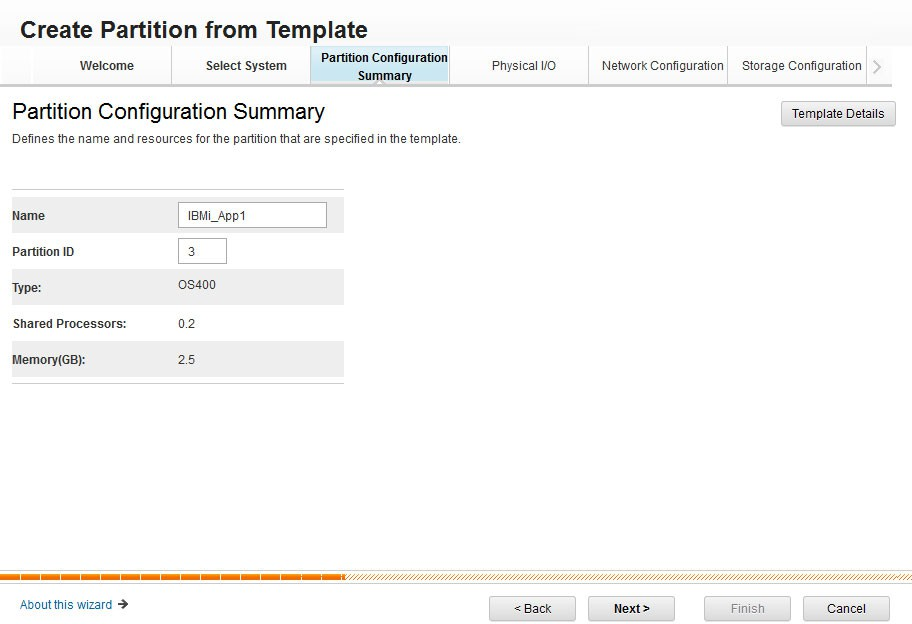 Create Partition from Template
Welcome
Select System
Partition Configuration
Summary
Physical I/O
Network Configuration
Storage Configuration
Partition Configuration Summary
Template Details
Defines the name and resources for the partition that are specified in the template.
Name IBMi_App1
Partition ID 3
Type: OS400
Shared Processors: 0.2
Memory(GB): 2.5
About this wizard
< Back
Next >
Finish
Cancel